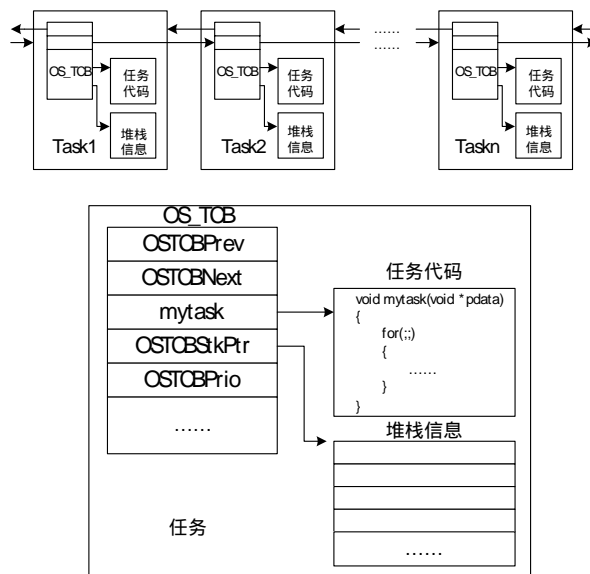 OS_TCB
任务
代码
堆栈
信息
Task1
OS_TCB
任务
代码
堆栈
信息
Task2
……
……
OS_TCB
任务
代码
堆栈
信息
Taskn
OS_TCB
OSTCBPrev
OSTCBNext
mytask
OSTCBStkPtr
OSTCBPrio
……
任务代码
void mytask(void *pdata)
{
for(;;)
{
……
}
}
堆栈信息
……
任务